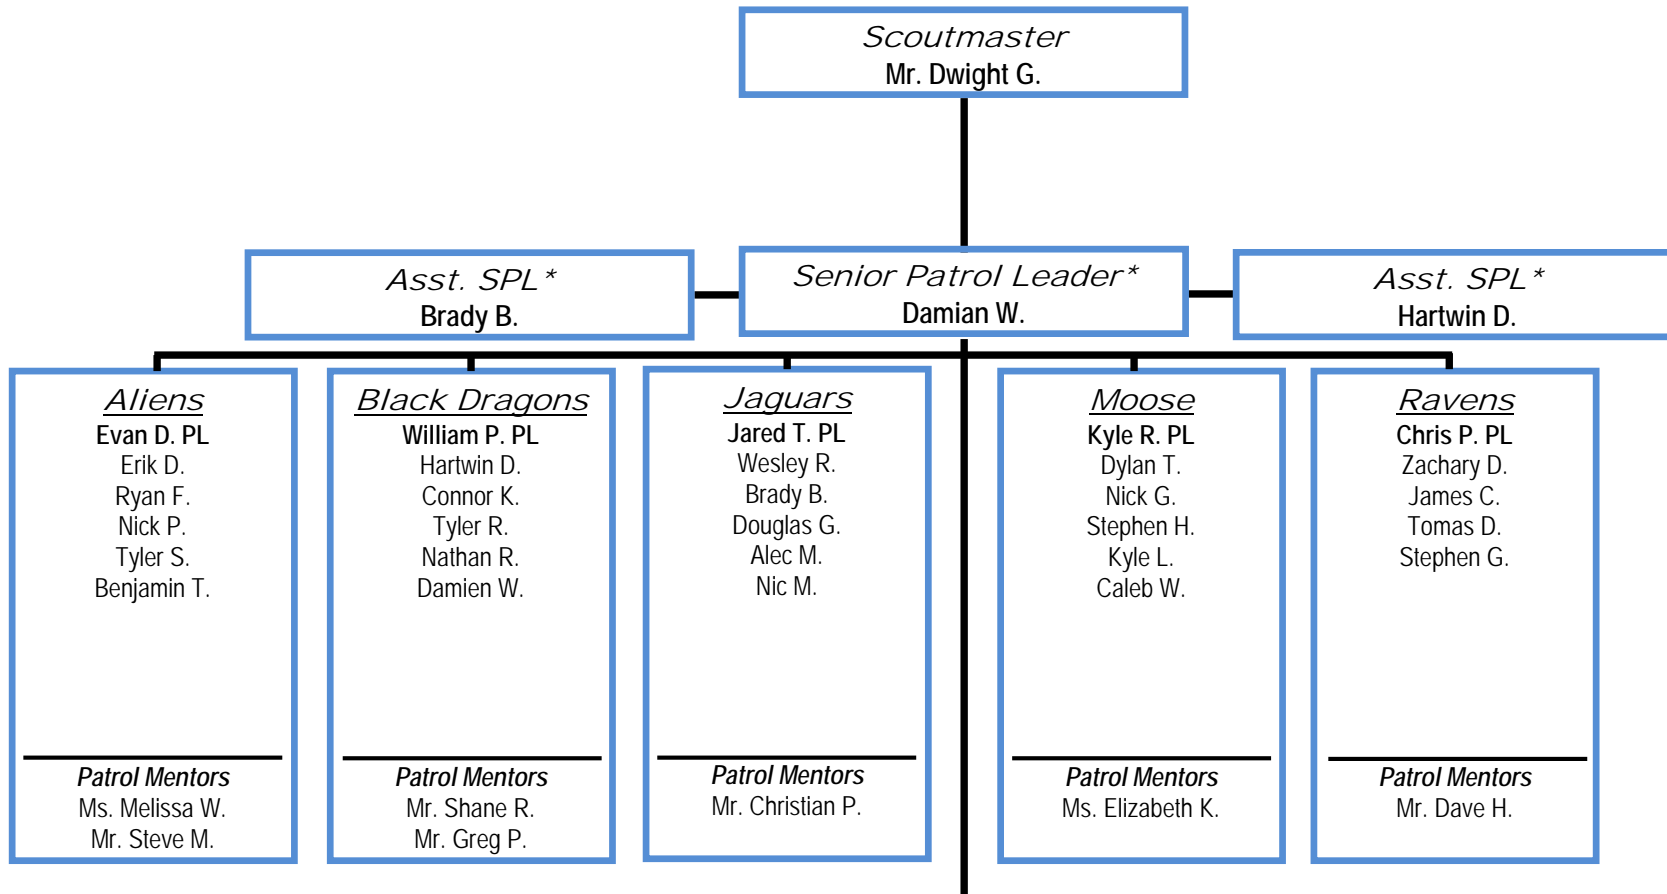 Scoutmaster
Mr. Dwight G.
Asst. SPL*
Brady B.
Senior Patrol Leader*
Damian W.
Asst. SPL*
Hartwin D.
Aliens
Evan D. PL
Erik D.
Ryan F.
Nick P.
Tyler S.
Benjamin T.
Patrol Mentors
Ms. Melissa W.
Mr. Steve M.
Black Dragons
William P. PL
Hartwin D.
Connor K.
Tyler R.
Nathan R.
Damien W.
Patrol Mentors
Mr. Shane R.
Mr. Greg P.
Jaguars
Jared T. PL
Wesley R.
Brady B.
Douglas G.
Alec M.
Nic M.
Patrol Mentors
Mr. Christian P.
Moose
Kyle R. PL
Dylan T.
Nick G.
Stephen H.
Kyle L.
Caleb W.
Patrol Mentors
Ms. Elizabeth K.
Ravens
Chris P. PL
Zachary D.
James C.
Tomas D.
Stephen G.
Patrol Mentors
Mr. Dave H.